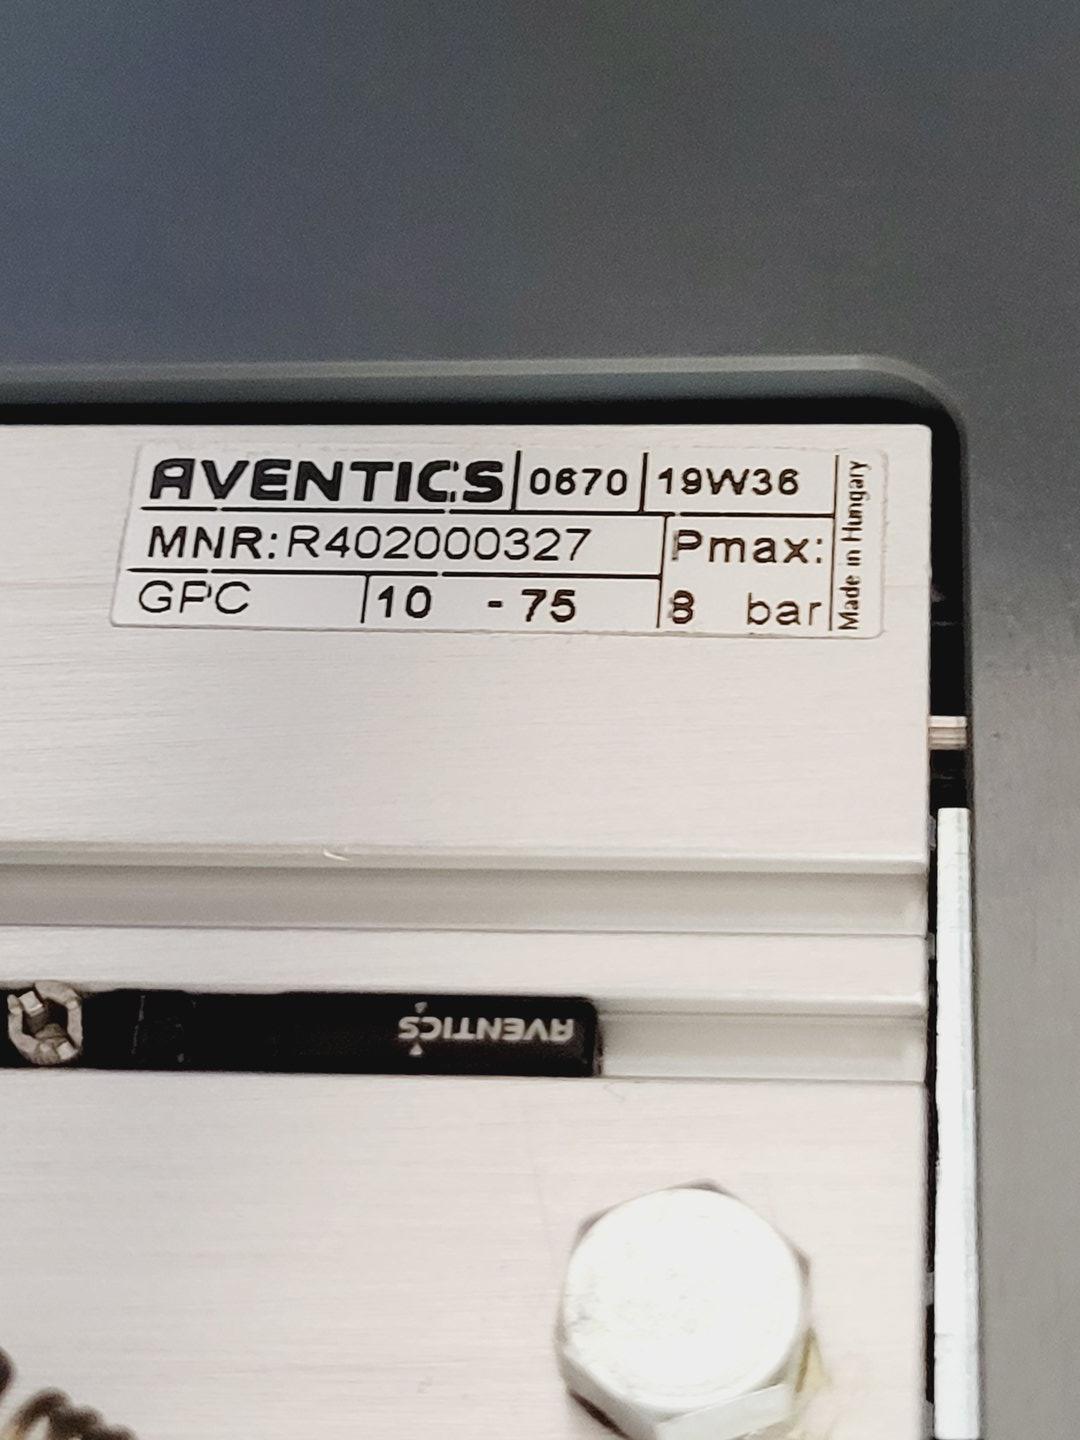 AVENTICS 0670 19W36
MNR: R402000327 Pmax:
GPC 10 - 75 8 bar
Made in Hungary
AVENTICS